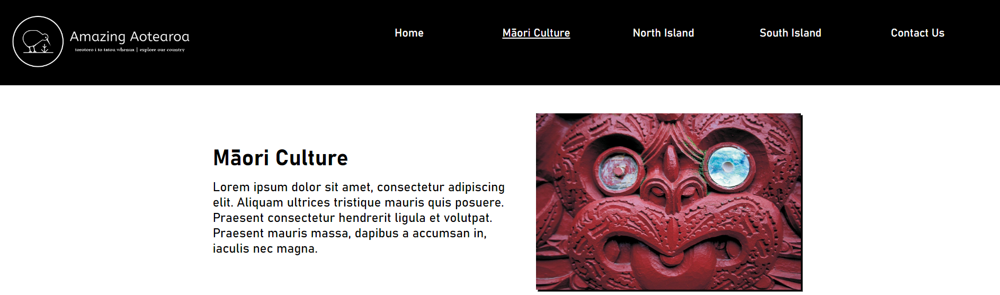 Amazing Aotearoa
torotoro i to tatou whenua | explore our country
Home
Māori Culture
North Island
South Island
Contact Us
Māori Culture
Lorem ipsum dolor sit amet, consectetur adipiscing
elit. Aliquam ultrices tristique mauris quis posuere.
Praesent consectetur hendrerit ligula et volutpat.
Praesent mauris massa, dapibus a accumsan in,
iaculis nec magna.